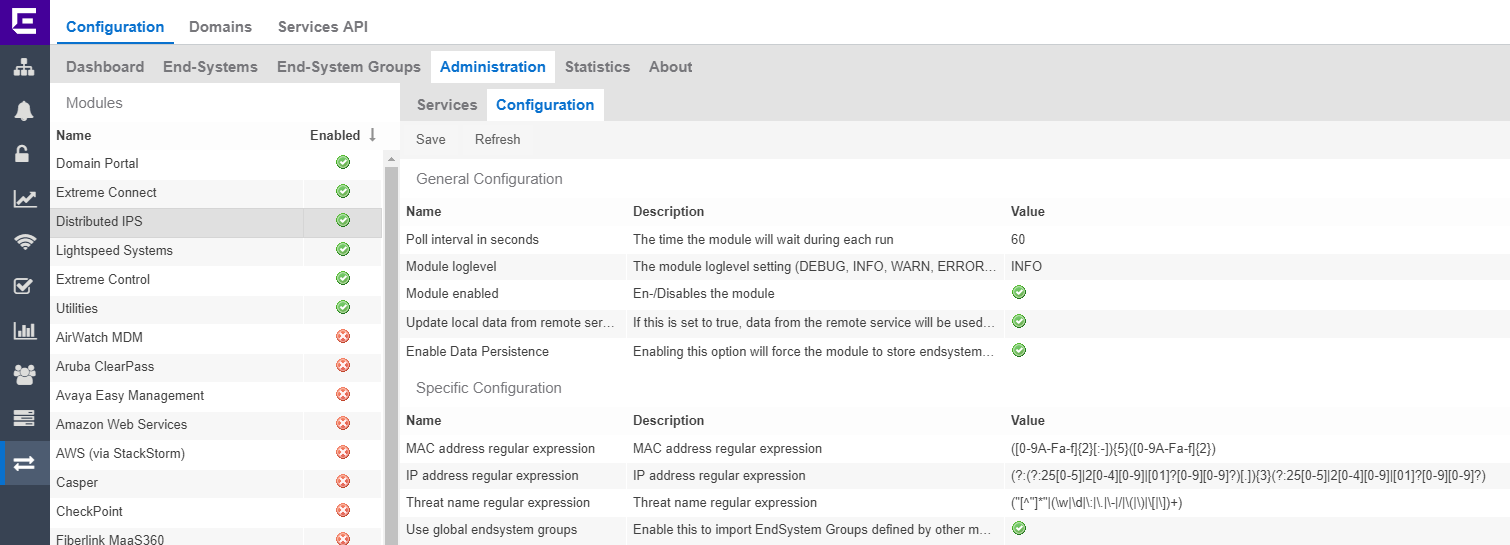 Configuration Domains Services API
Dashboard End-Systems End-System Groups Administration Statistics About
Modules
Name Enabled
Domain Portal
Extreme Connect
Distributed IPS
Lightspeed Systems
Extreme Control
Utilities
AirWatch MDM
Aruba ClearPass
Avaya Easy Management
Amazon Web Services
AWS (via StackStorm)
Casper
CheckPoint
Fiberlink MaaS360
Services Configuration
Save Refresh
General Configuration
Name Description Value
Poll interval in seconds The time the module will wait during each run 60
Module loglevel The module loglevel setting (DEBUG, INFO, WARN, ERROR... INFO
Module enabled En-/Disables the module
Update local data from remote ser... If this is set to true, data from the remote service will be used...
Enable Data Persistence Enabling this option will force the module to store endsystem...
Specific Configuration
Name Description Value
MAC address regular expression MAC address regular expression ([0-9A-Fa-f]{2}[:-]){5}([0-9A-Fa-f]{2})
IP address regular expression IP address regular expression (?:(?:25[0-5]|2[0-4][0-9]|[01]?[0-9][0-9]?)[.]){3}(?:25[0-5]|2[0-4][0-9]|[01]?[0-9][0-9]?)
Threat name regular expression Threat name regular expression ("[^"]*"|(\w|\d|\:|\.|\-|/|\(|\)|\[|\])+)
Use global endsystem groups Enable this to import EndSystem Groups defined by other m...